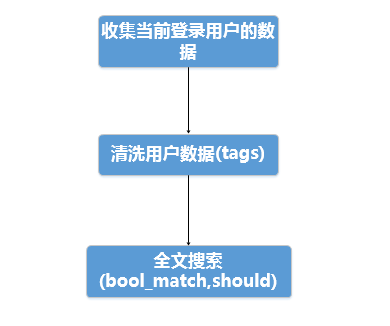 收集当前登录用户的数
据
清洗用户数据(tags)
全文搜索
(bool_match,should)